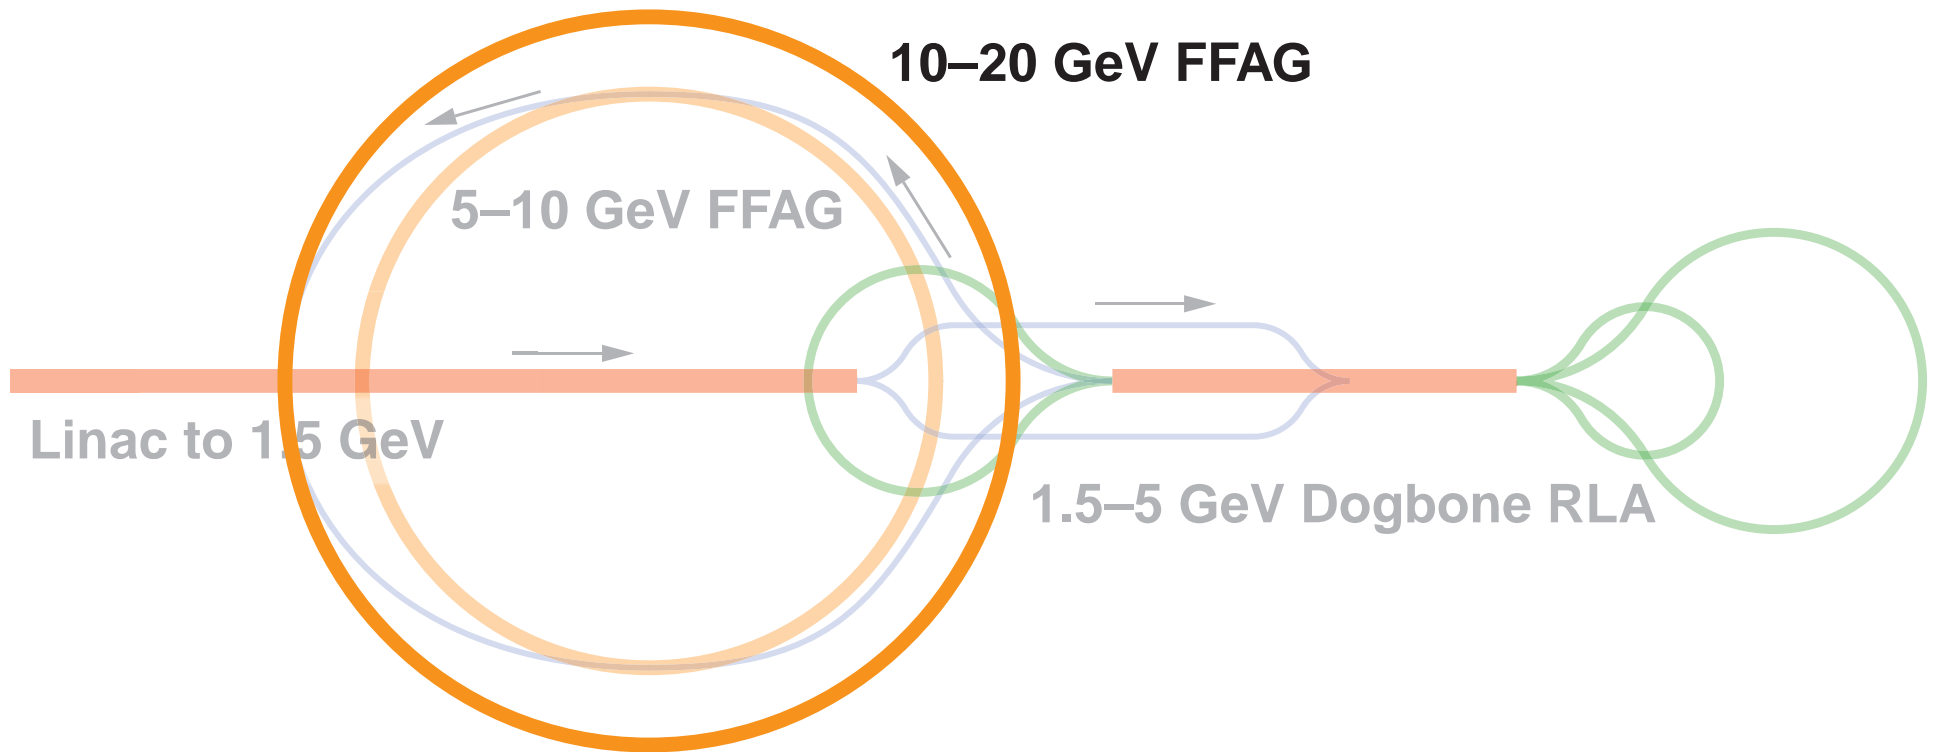 10–20 GeV FFAG
5–10 GeV FFAG
Linac to 1.5 GeV
1.5–5 GeV Dogbone RLA